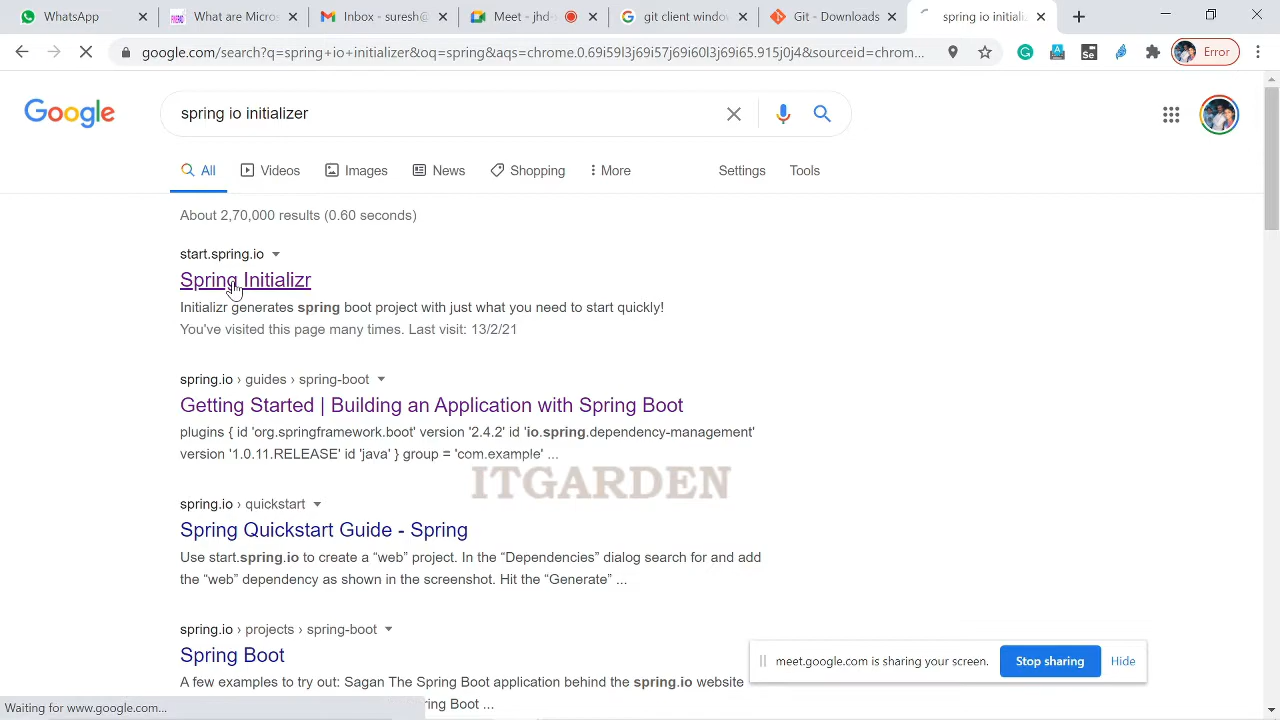 WhatsApp
What are Micros
Inbox - suresh@
Meet - jhd-
git client windo
Git - Downloads
spring io initializ
google.com/search?q=spring+io+initializer&oq=spring&aqs=chrome.0.69i59l3j69i57j69i60l3j69i65.915j0j4&sourceid=chrom...
Error
Google
spring io initializer
All
Videos
Images
News
Shopping
More
Settings
Tools
About 2,70,000 results (0.60 seconds)
start.spring.io
Spring Initializr
Initializr generates spring boot project with just what you need to start quickly!
You've visited this page many times. Last visit: 13/2/21
spring.io › guides › spring-boot
Getting Started | Building an Application with Spring Boot
plugins { id 'org.springframework.boot' version '2.4.2' id 'io.spring.dependency-management'
version '1.0.11.RELEASE' id 'java' } group = 'com.example' ...
ITGARDEN
spring.io › quickstart
Spring Quickstart Guide - Spring
Use start.spring.io to create a “web” project. In the “Dependencies” dialog search for and add
the “web” dependency as shown in the screenshot. Hit the “Generate” ...
spring.io › projects › spring-boot
Spring Boot
A few examples to try out: Sagan The Spring Boot application behind the spring.io website
ring Boot ...
meet.google.com is sharing your screen.
Stop sharing
Hide
Waiting for www.google.com...